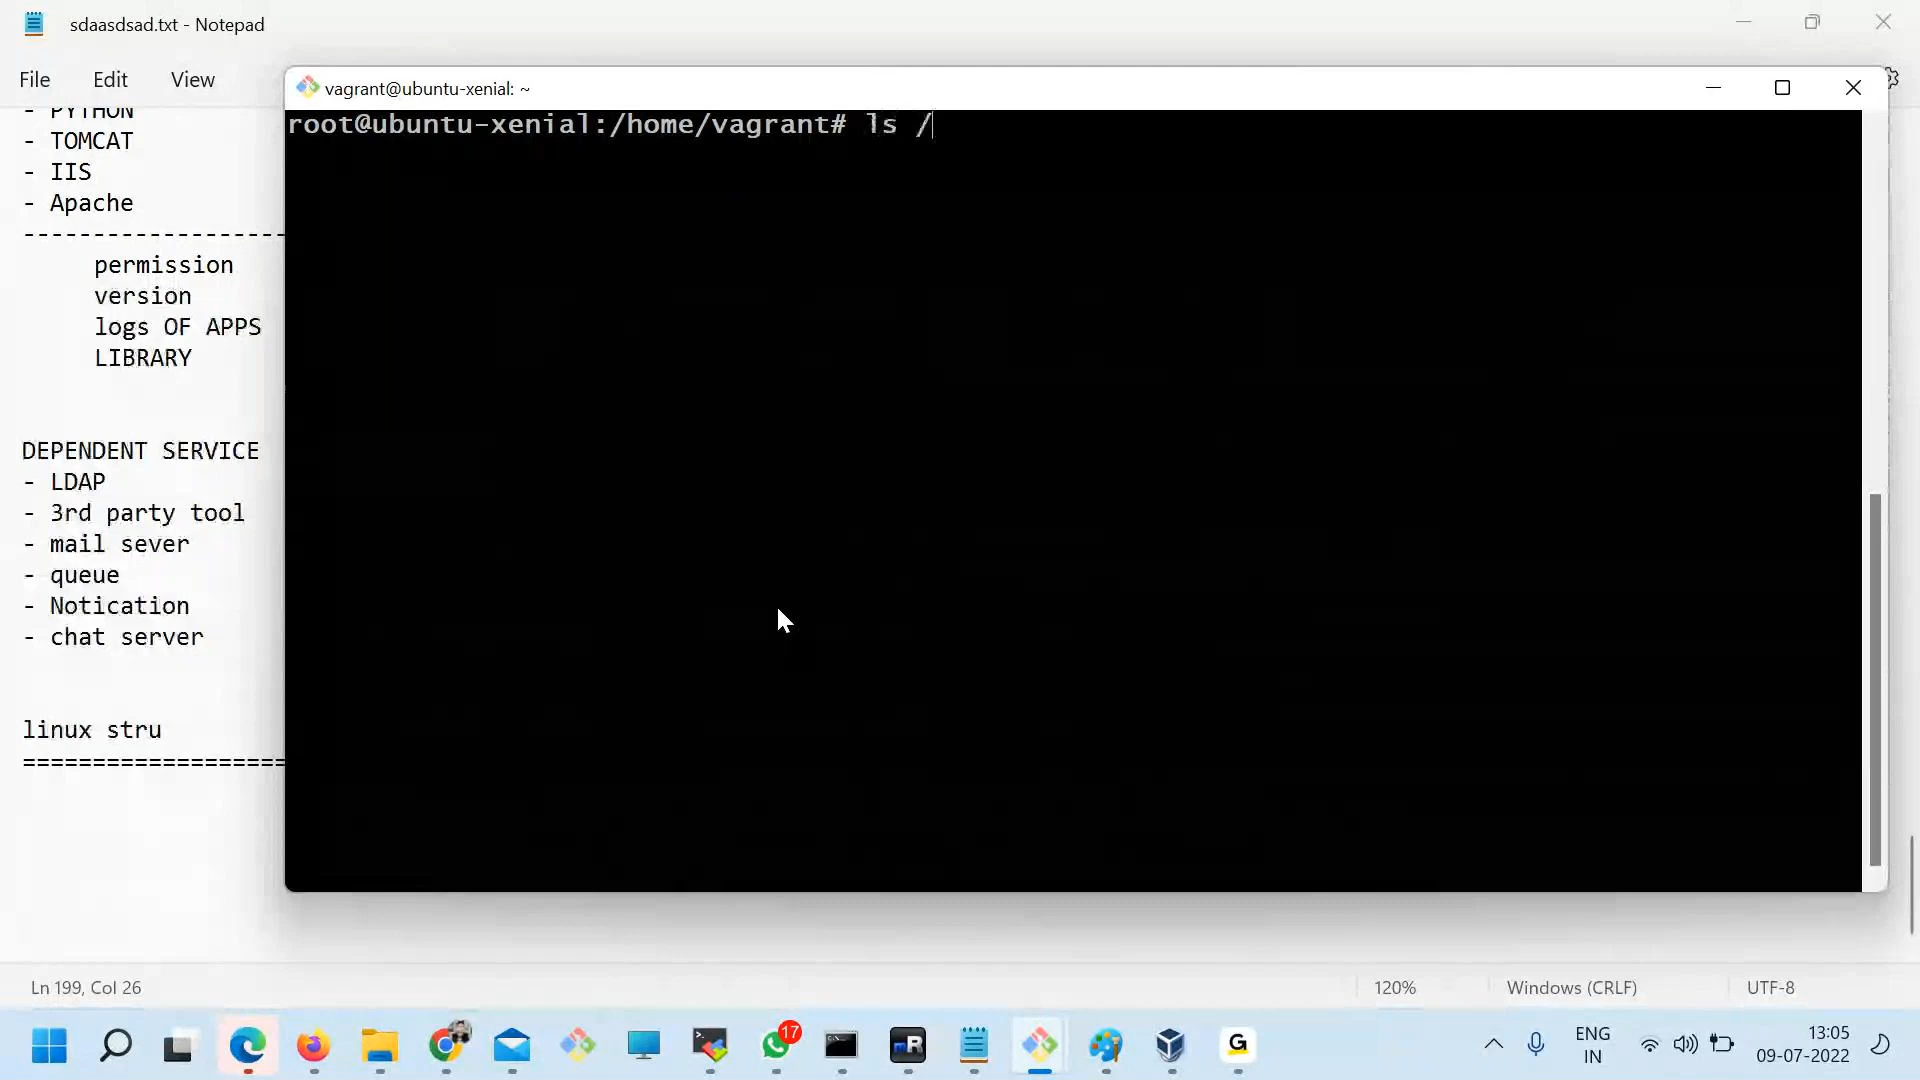 sdaasdsad.txt - Notepad
File Edit View
vagrant@ubuntu-xenial: ~
root@ubuntu-xenial:/home/vagrant# ls /
- PYTHON
- TOMCAT
- IIS
- Apache
-------------------
permission
version
logs OF APPS
LIBRARY
DEPENDENT SERVICE
- LDAP
- 3rd party tool
- mail sever
- queue
- Notication
- chat server
linux stru
===================
Ln 199, Col 26 120% Windows (CRLF) UTF-8
17
mR
G
ENG
IN
13:05
09-07-2022